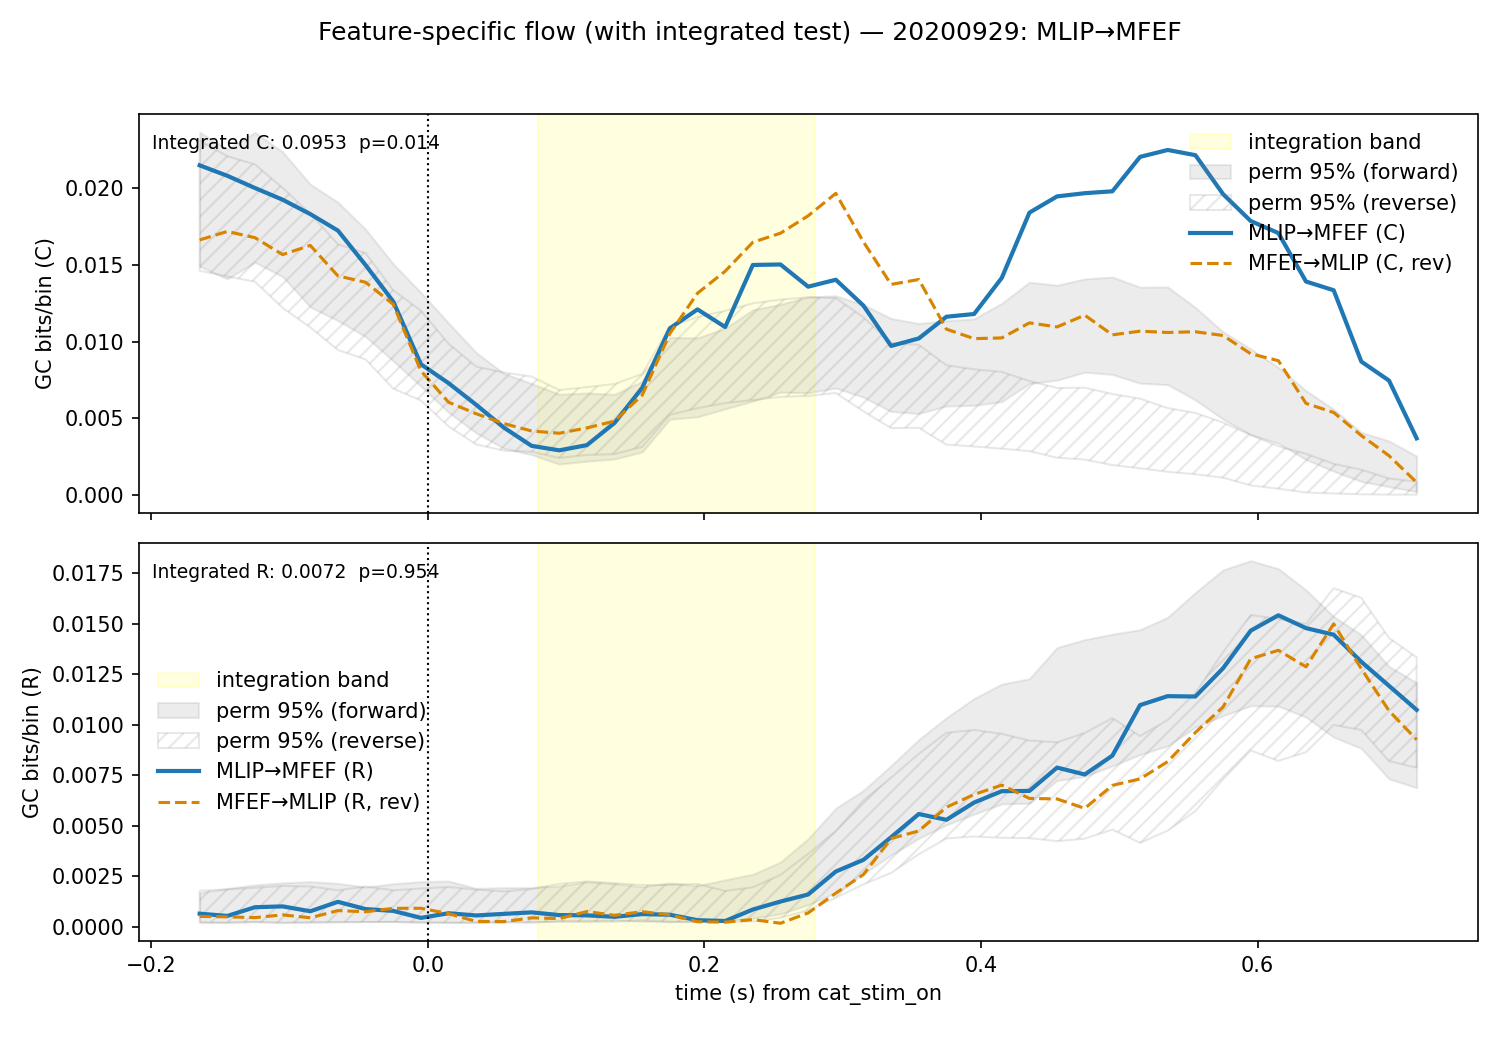 Feature-specific flow (with integrated test) — 20200929: MLIP→MFEF
Integrated C: 0.0953  p=0.014
integration band
perm 95% (forward)
perm 95% (reverse)
MLIP→MFEF (C)
MFEF→MLIP (C, rev)
GC bits/bin (C)
0.020
0.015
0.010
0.005
0.000
Integrated R: 0.0072  p=0.954
integration band
perm 95% (forward)
perm 95% (reverse)
MLIP→MFEF (R)
MFEF→MLIP (R, rev)
GC bits/bin (R)
0.0175
0.0150
0.0125
0.0100
0.0075
0.0050
0.0025
0.0000
−0.2 0.0 0.2 0.4 0.6
time (s) from cat_stim_on